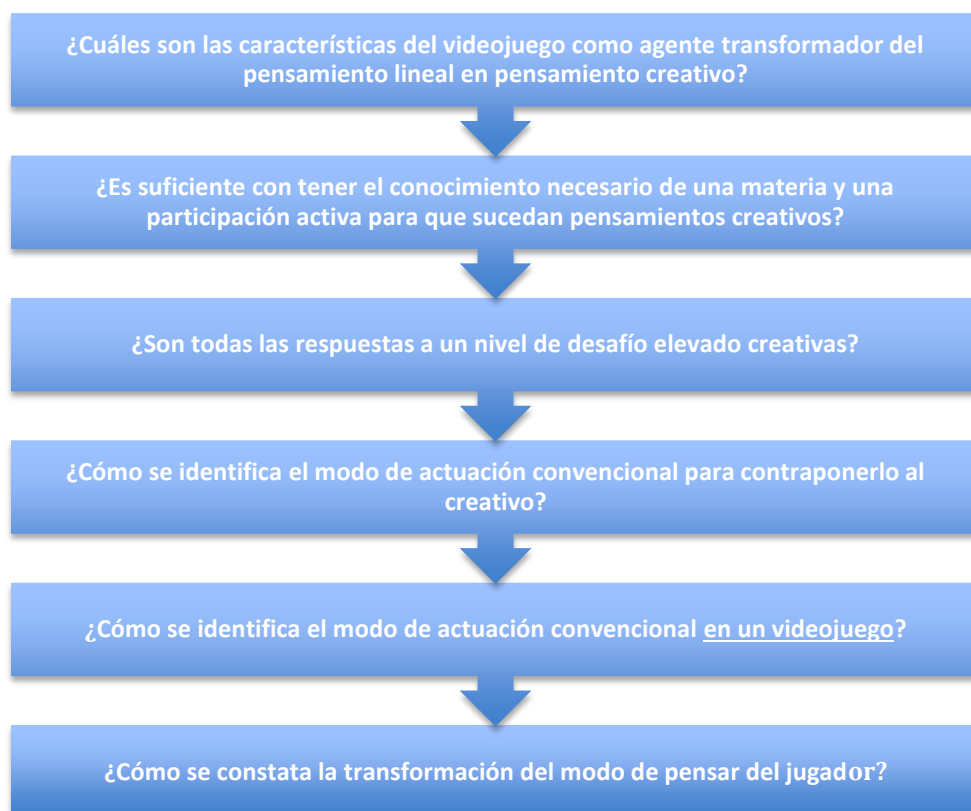 ¿Cuáles son las características del videojuego como agente transformador del
pensamiento lineal en pensamiento creativo?
¿Es suficiente con tener el conocimiento necesario de una materia y una
participación activa para que sucedan pensamientos creativos?
¿Son todas las respuestas a un nivel de desafío elevado creativas?
¿Cómo se identifica el modo de actuación convencional para contraponerlo al
creativo?
¿Cómo se identifica el modo de actuación convencional en un videojuego?
¿Cómo se constata la transformación del modo de pensar del jugador?